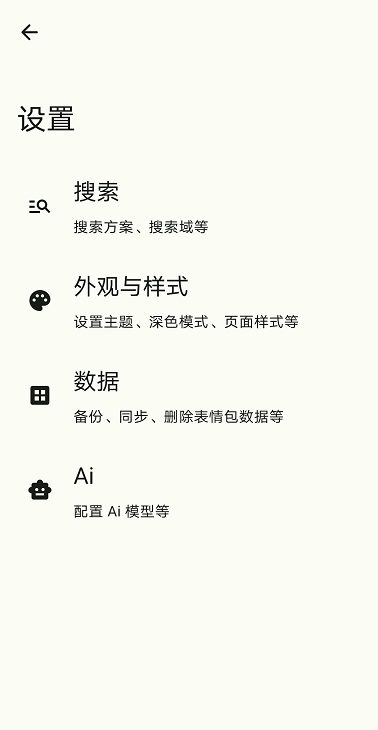 设置
搜索
搜索方案、搜索域等
外观与样式
设置主题、深色模式、页面样式等
数据
备份、同步、删除表情包数据等
Ai
配置 Ai 模型等